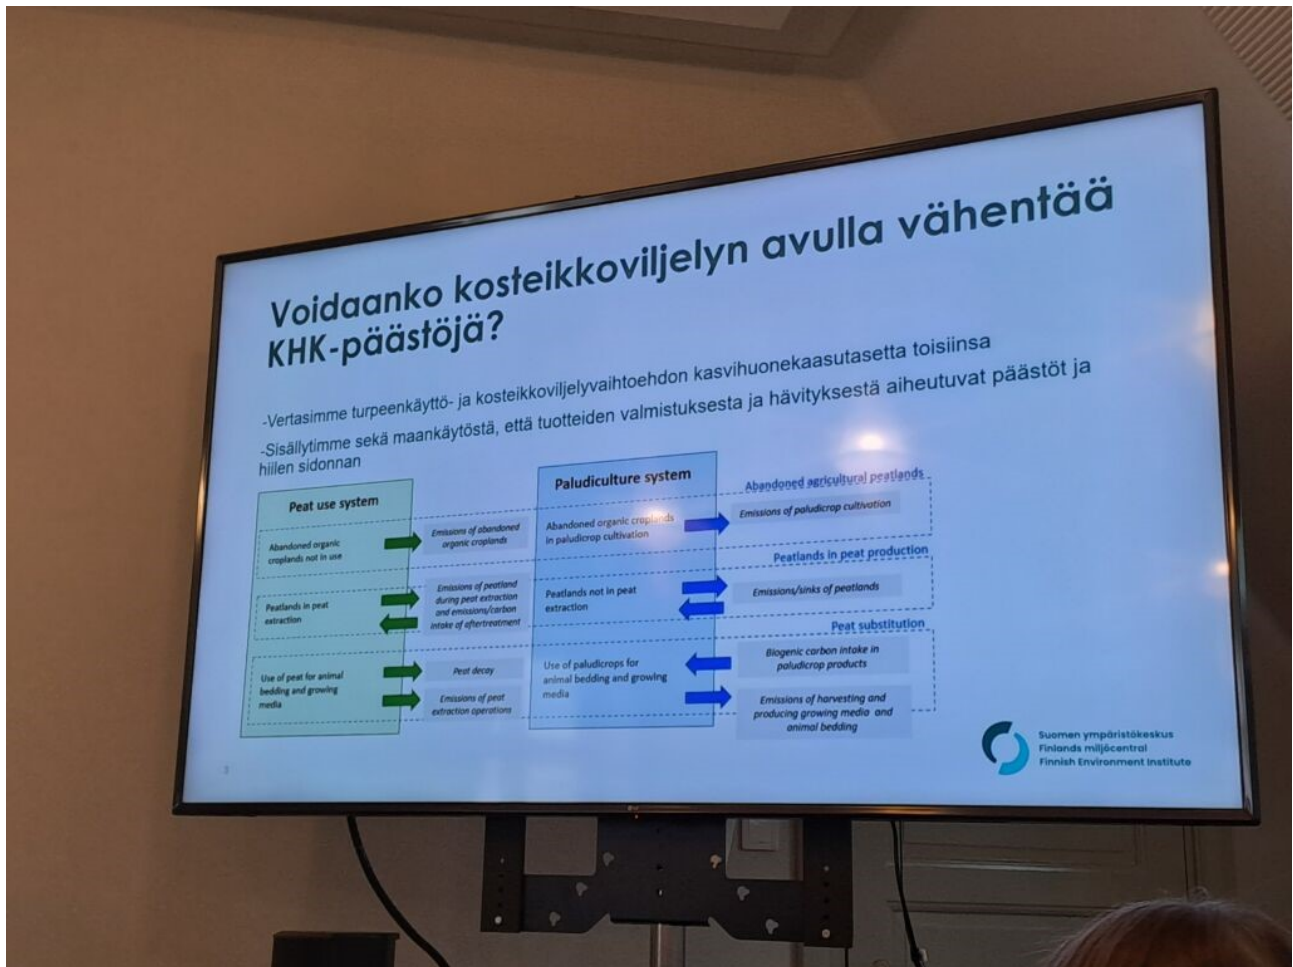 Voidaanko kosteikkoviljelyn avulla vähentää
KHK-päästöjä?
-Vertasimme turpeenkäyttö- ja kosteikkoviljelyvaihtoehdon kasvihuonekaasutasetta toisiinsa
-Sisällytimme sekä maankäytöstä, että tuotteiden valmistuksesta ja hävityksestä aiheutuvat päästöt ja
hiilen sidonnan
Peat use system
Abandoned organic
croplands not in use
Emissions of abandoned
organic croplands
Peatlands in peat
extraction
Emissions of peatland
during peat extraction
and emissions/carbon
intake of aftertreatment
Use of peat for animal
bedding and growing
media
Peat decay
Emissions of peat
extraction operations
Paludiculture system
Abandoned agricultural peatlands
Abandoned organic croplands
in paludicrop cultivation
Emissions of paludicrop cultivation
Peatlands in peat production
Peatlands not in peat
extraction
Emissions/sinks of peatlands
Peat substitution
Use of paludicrops for
animal bedding and growing
media
Biogenic carbon intake in
paludicrop products
Emissions of harvesting and
producing growing media and
animal bedding
3
Suomen ympäristökeskus
Finlands miljöcentral
Finnish Environment Institute
LG